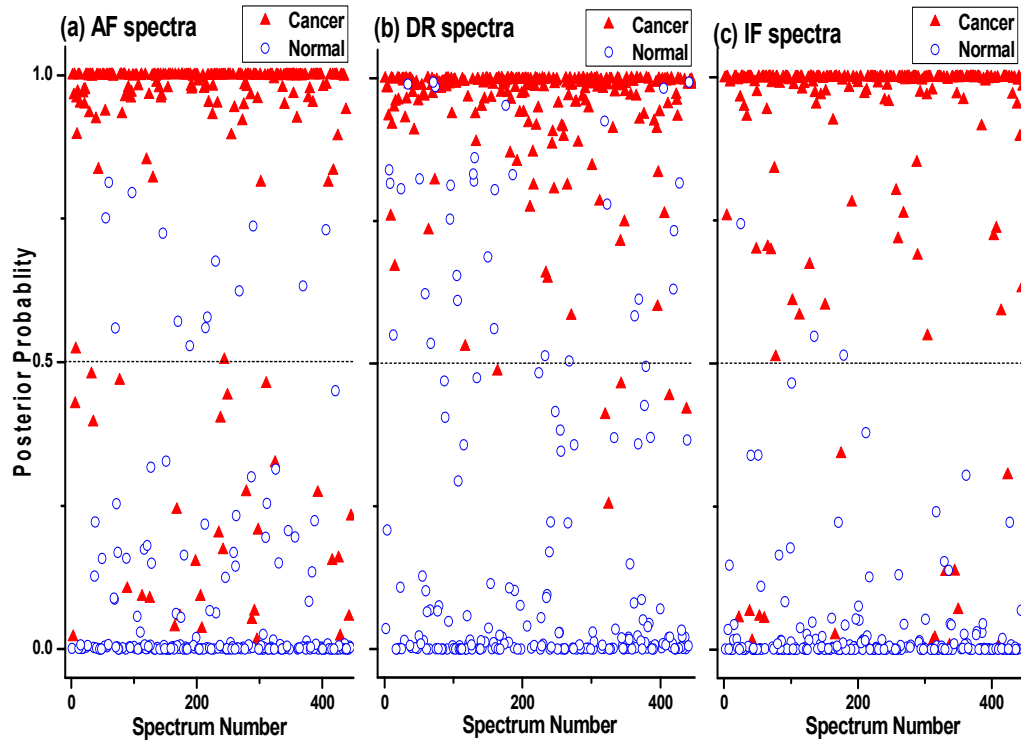 (a) AF spectra
Cancer
Normal
(b) DR spectra
Cancer
Normal
(c) IF spectra
Cancer
Normal
Posterior Probablity
1.0
0.5
0.0
0 200 400
0 200 400
0 200 400
Spectrum Number
Spectrum Number
Spectrum Number